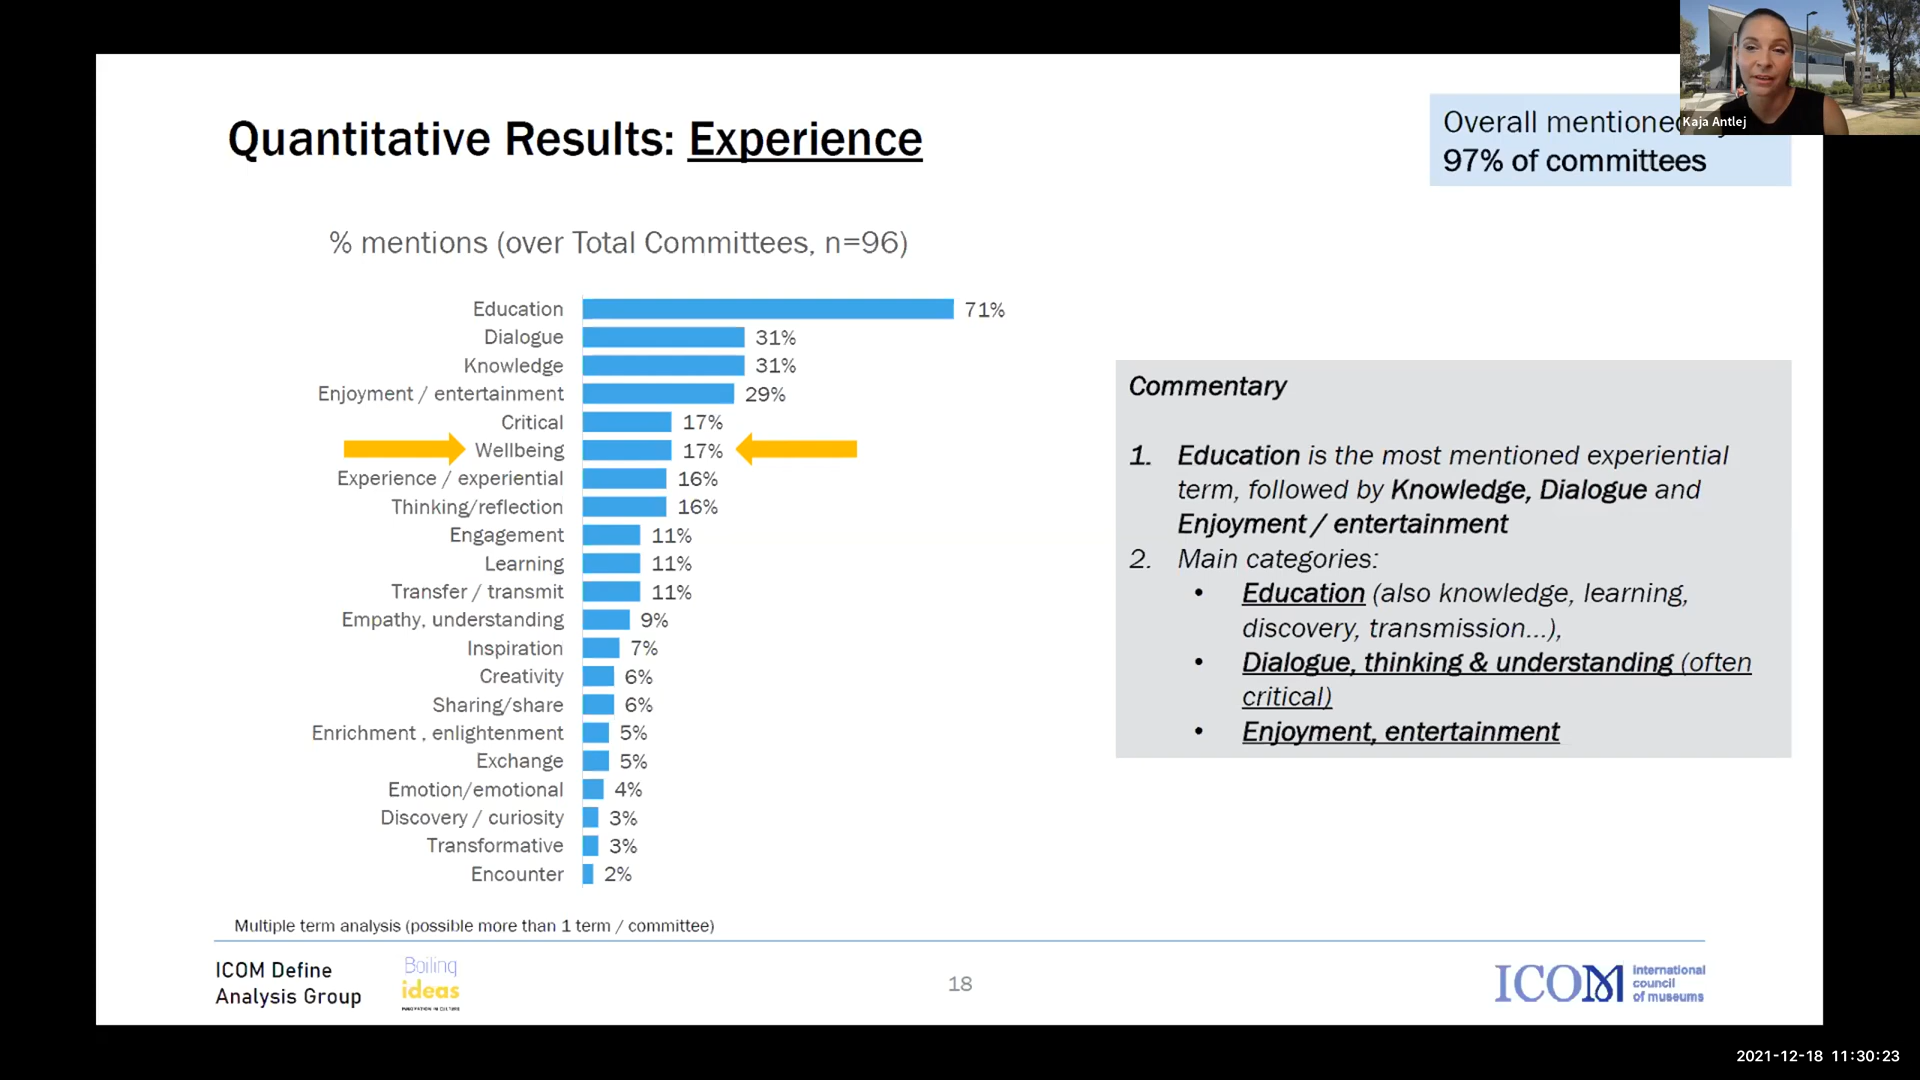 Kaja Antlej
Quantitative Results: Experience
Overall mentioned
97% of committees
% mentions (over Total Committees, n=96)
Education 71%
Dialogue 31%
Knowledge 31%
Enjoyment / entertainment 29%
Critical 17%
Wellbeing 17%
Experience / experiential 16%
Thinking/reflection 16%
Engagement 11%
Learning 11%
Transfer / transmit 11%
Empathy, understanding 9%
Inspiration 7%
Creativity 6%
Sharing/share 6%
Enrichment , enlightenment 5%
Exchange 5%
Emotion/emotional 4%
Discovery / curiosity 3%
Transformative 3%
Encounter 2%
Multiple term analysis (possible more than 1 term / committee)
Commentary
1. Education is the most mentioned experiential
term, followed by Knowledge, Dialogue and
Enjoyment / entertainment
2. Main categories:
• Education (also knowledge, learning,
discovery, transmission...),
• Dialogue, thinking & understanding (often
critical)
• Enjoyment, entertainment
ICOM Define
Analysis Group
Boiling
ideas
INNOVATION IN CULTURE
18
ICOM
international
council
of museums
2021-12-18 11:30:23